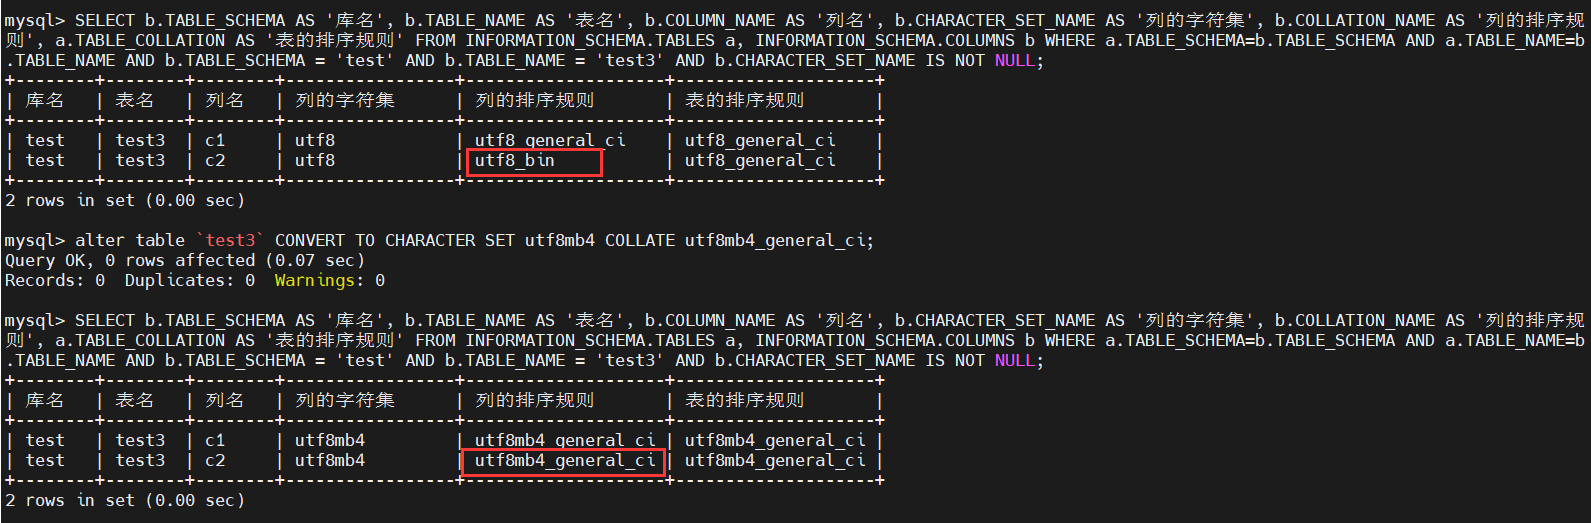 mysql> SELECT b.TABLE_SCHEMA AS '库名', b.TABLE_NAME AS '表名', b.COLUMN_NAME AS '列名', b.CHARACTER_SET_NAME AS '列的字符集', b.COLLATION_NAME AS '列的排序规
则', a.TABLE_COLLATION AS '表的排序规则' FROM INFORMATION_SCHEMA.TABLES a, INFORMATION_SCHEMA.COLUMNS b WHERE a.TABLE_SCHEMA=b.TABLE_SCHEMA AND a.TABLE_NAME=b
.TABLE_NAME AND b.TABLE_SCHEMA = 'test' AND b.TABLE_NAME = 'test3' AND b.CHARACTER_SET_NAME IS NOT NULL;
+--------+--------+--------+-----------------+--------------------+--------------------+
| 库名 | 表名 | 列名 | 列的字符集 | 列的排序规则 | 表的排序规则 |
+--------+--------+--------+-----------------+--------------------+--------------------+
| test | test3 | c1 | utf8 | utf8_general_ci | utf8_general_ci |
| test | test3 | c2 | utf8 | utf8_bin | utf8_general_ci |
+--------+--------+--------+-----------------+--------------------+--------------------+
2 rows in set (0.00 sec)
mysql> alter table `test3` CONVERT TO CHARACTER SET utf8mb4 COLLATE utf8mb4_general_ci;
Query OK, 0 rows affected (0.07 sec)
Records: 0 Duplicates: 0 Warnings: 0
mysql> SELECT b.TABLE_SCHEMA AS '库名', b.TABLE_NAME AS '表名', b.COLUMN_NAME AS '列名', b.CHARACTER_SET_NAME AS '列的字符集', b.COLLATION_NAME AS '列的排序规
则', a.TABLE_COLLATION AS '表的排序规则' FROM INFORMATION_SCHEMA.TABLES a, INFORMATION_SCHEMA.COLUMNS b WHERE a.TABLE_SCHEMA=b.TABLE_SCHEMA AND a.TABLE_NAME=b
.TABLE_NAME AND b.TABLE_SCHEMA = 'test' AND b.TABLE_NAME = 'test3' AND b.CHARACTER_SET_NAME IS NOT NULL;
+--------+--------+--------+-----------------+--------------------+--------------------+
| 库名 | 表名 | 列名 | 列的字符集 | 列的排序规则 | 表的排序规则 |
+--------+--------+--------+-----------------+--------------------+--------------------+
| test | test3 | c1 | utf8mb4 | utf8mb4_general_ci | utf8mb4_general_ci |
| test | test3 | c2 | utf8mb4 | utf8mb4_general_ci | utf8mb4_general_ci |
+--------+--------+--------+-----------------+--------------------+--------------------+
2 rows in set (0.00 sec)